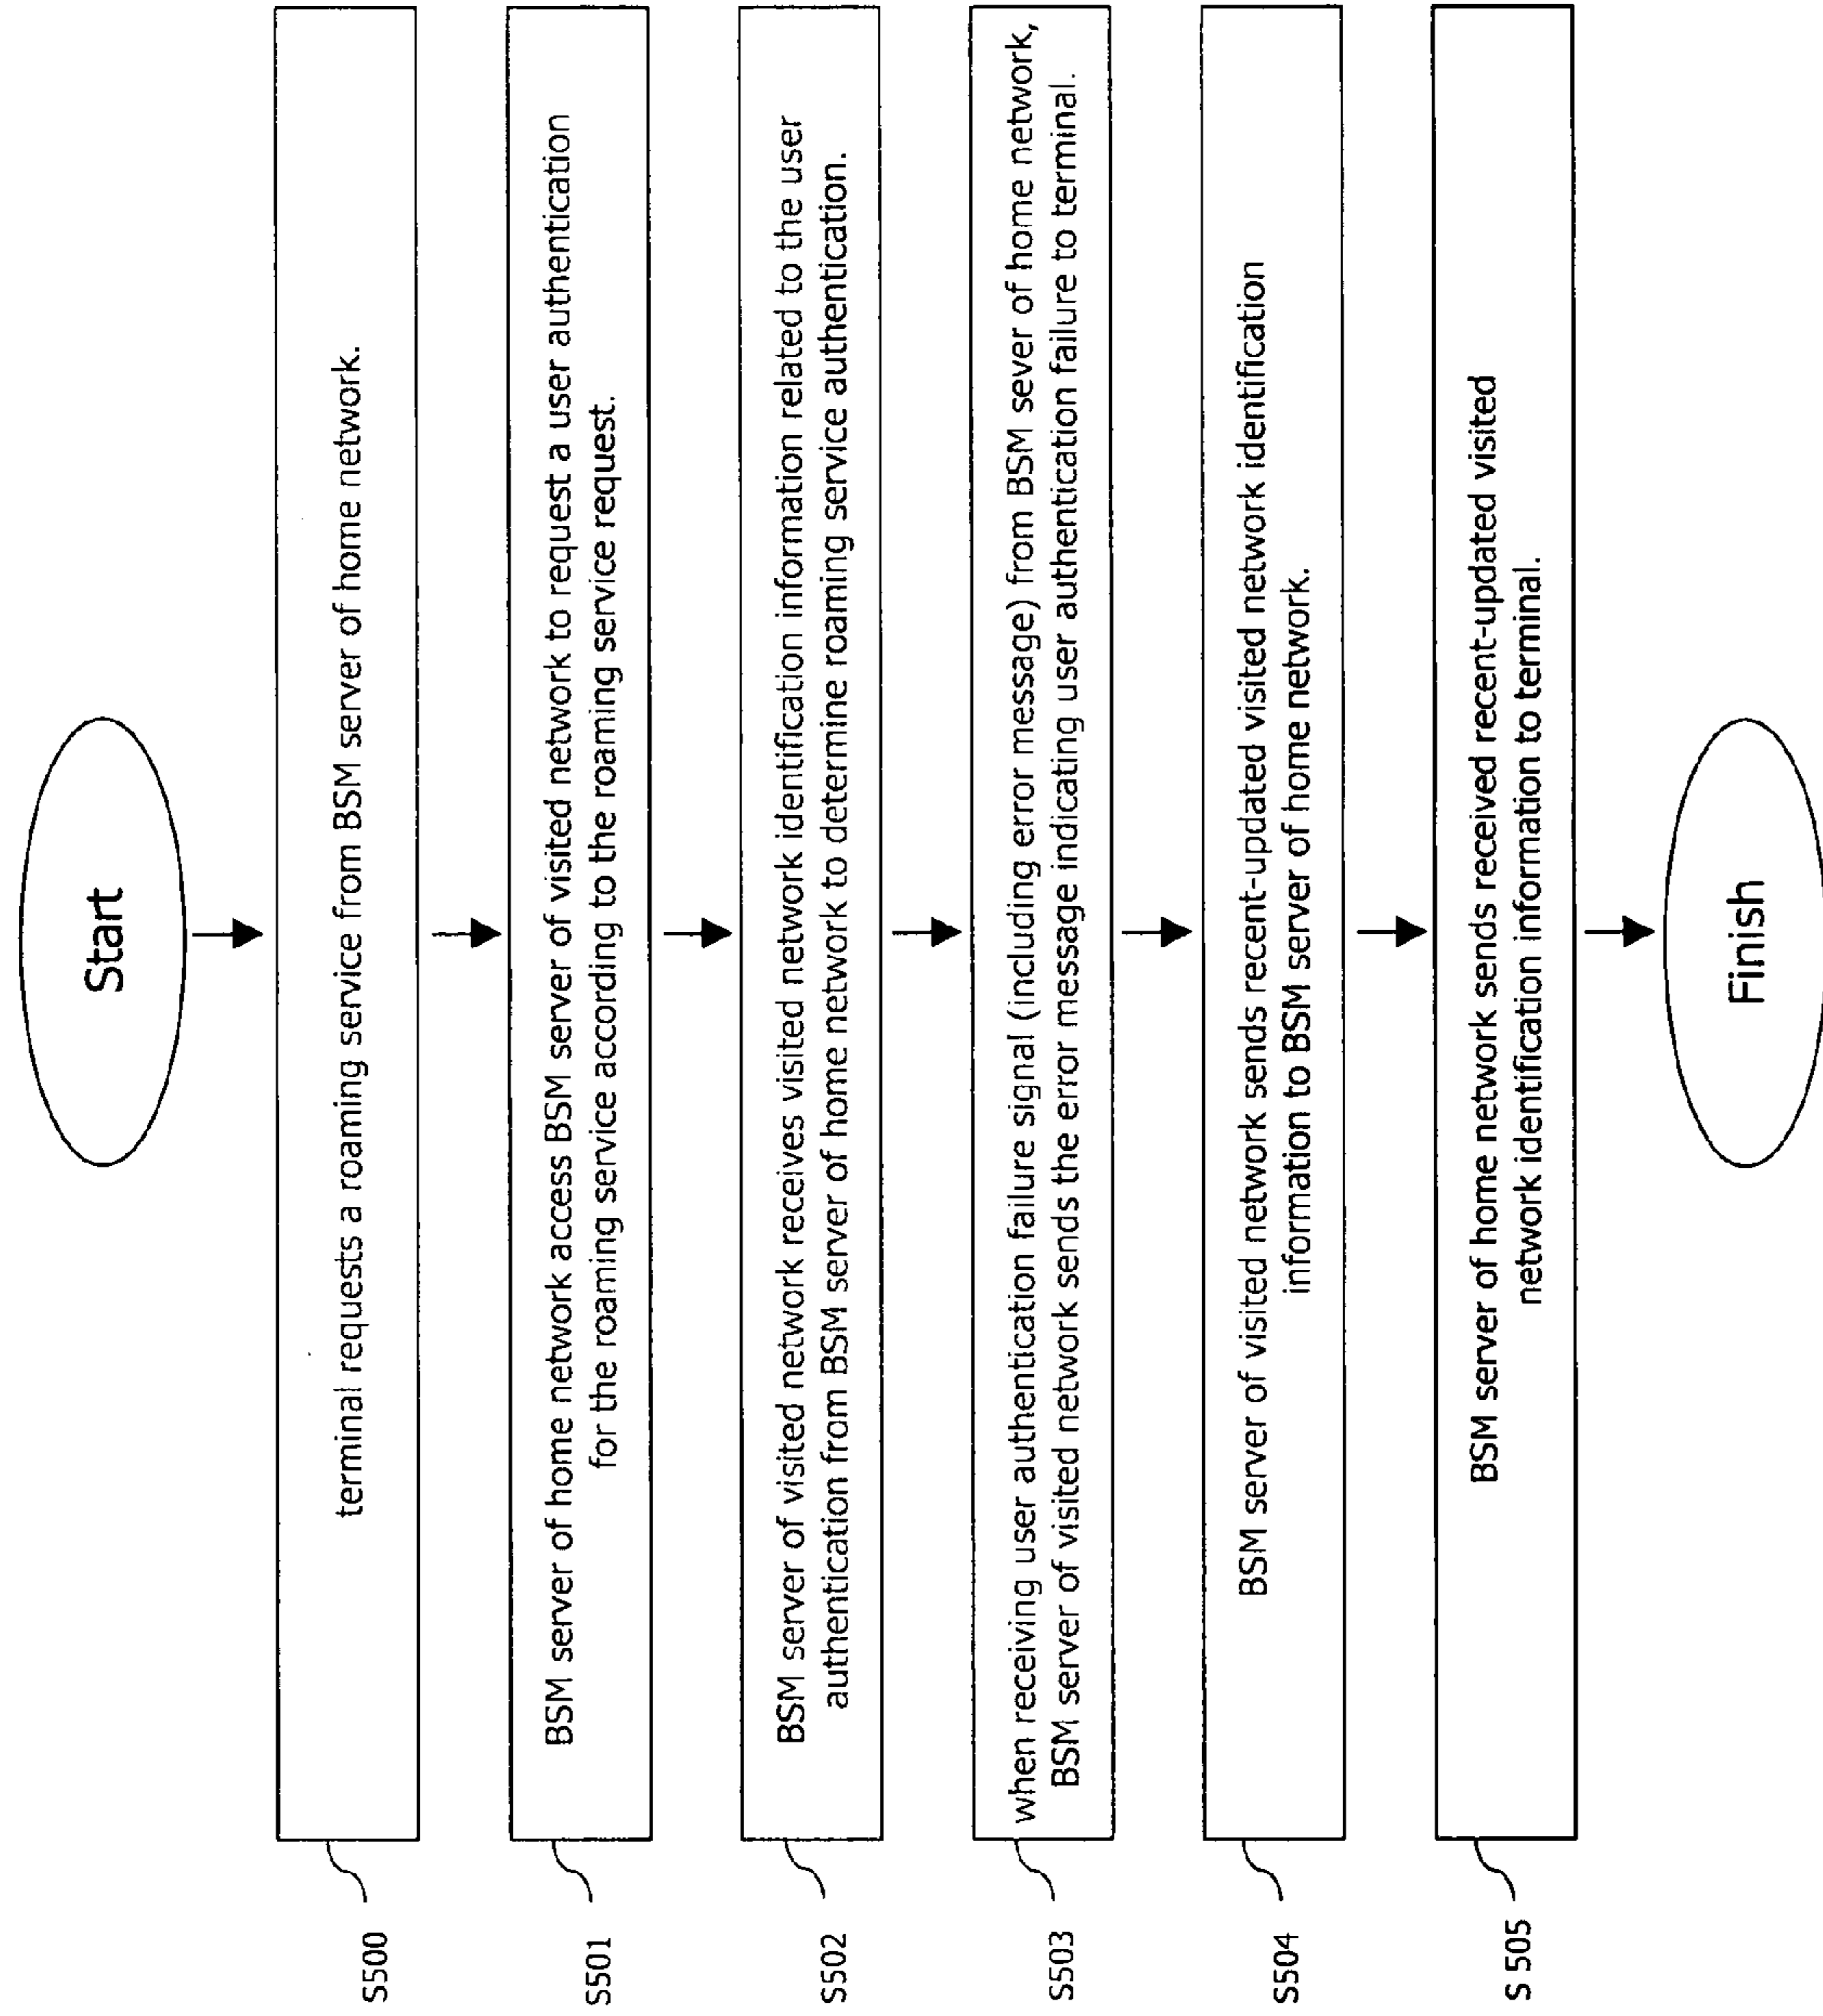 Start
S500
terminal requests a roaming service from BSM server of home network.
S501
BSM server of home network access BSM server of visited network to request a user authentication
for the roaming service according to the roaming service request.
S502
BSM server of visited network receives visited network identification information related to the user
authentication from BSM server of home network to determine roaming service authentication.
S503
when receiving user authentication failure signal (including error message) from BSM sever of home network,
BSM server of visited network sends the error message indicating user authentication failure to terminal.
S504
BSM server of visited network sends recent-updated visited network identification
information to BSM server of home network.
S 505
BSM server of home network sends received recent-updated visited
network identification information to terminal.
Finish